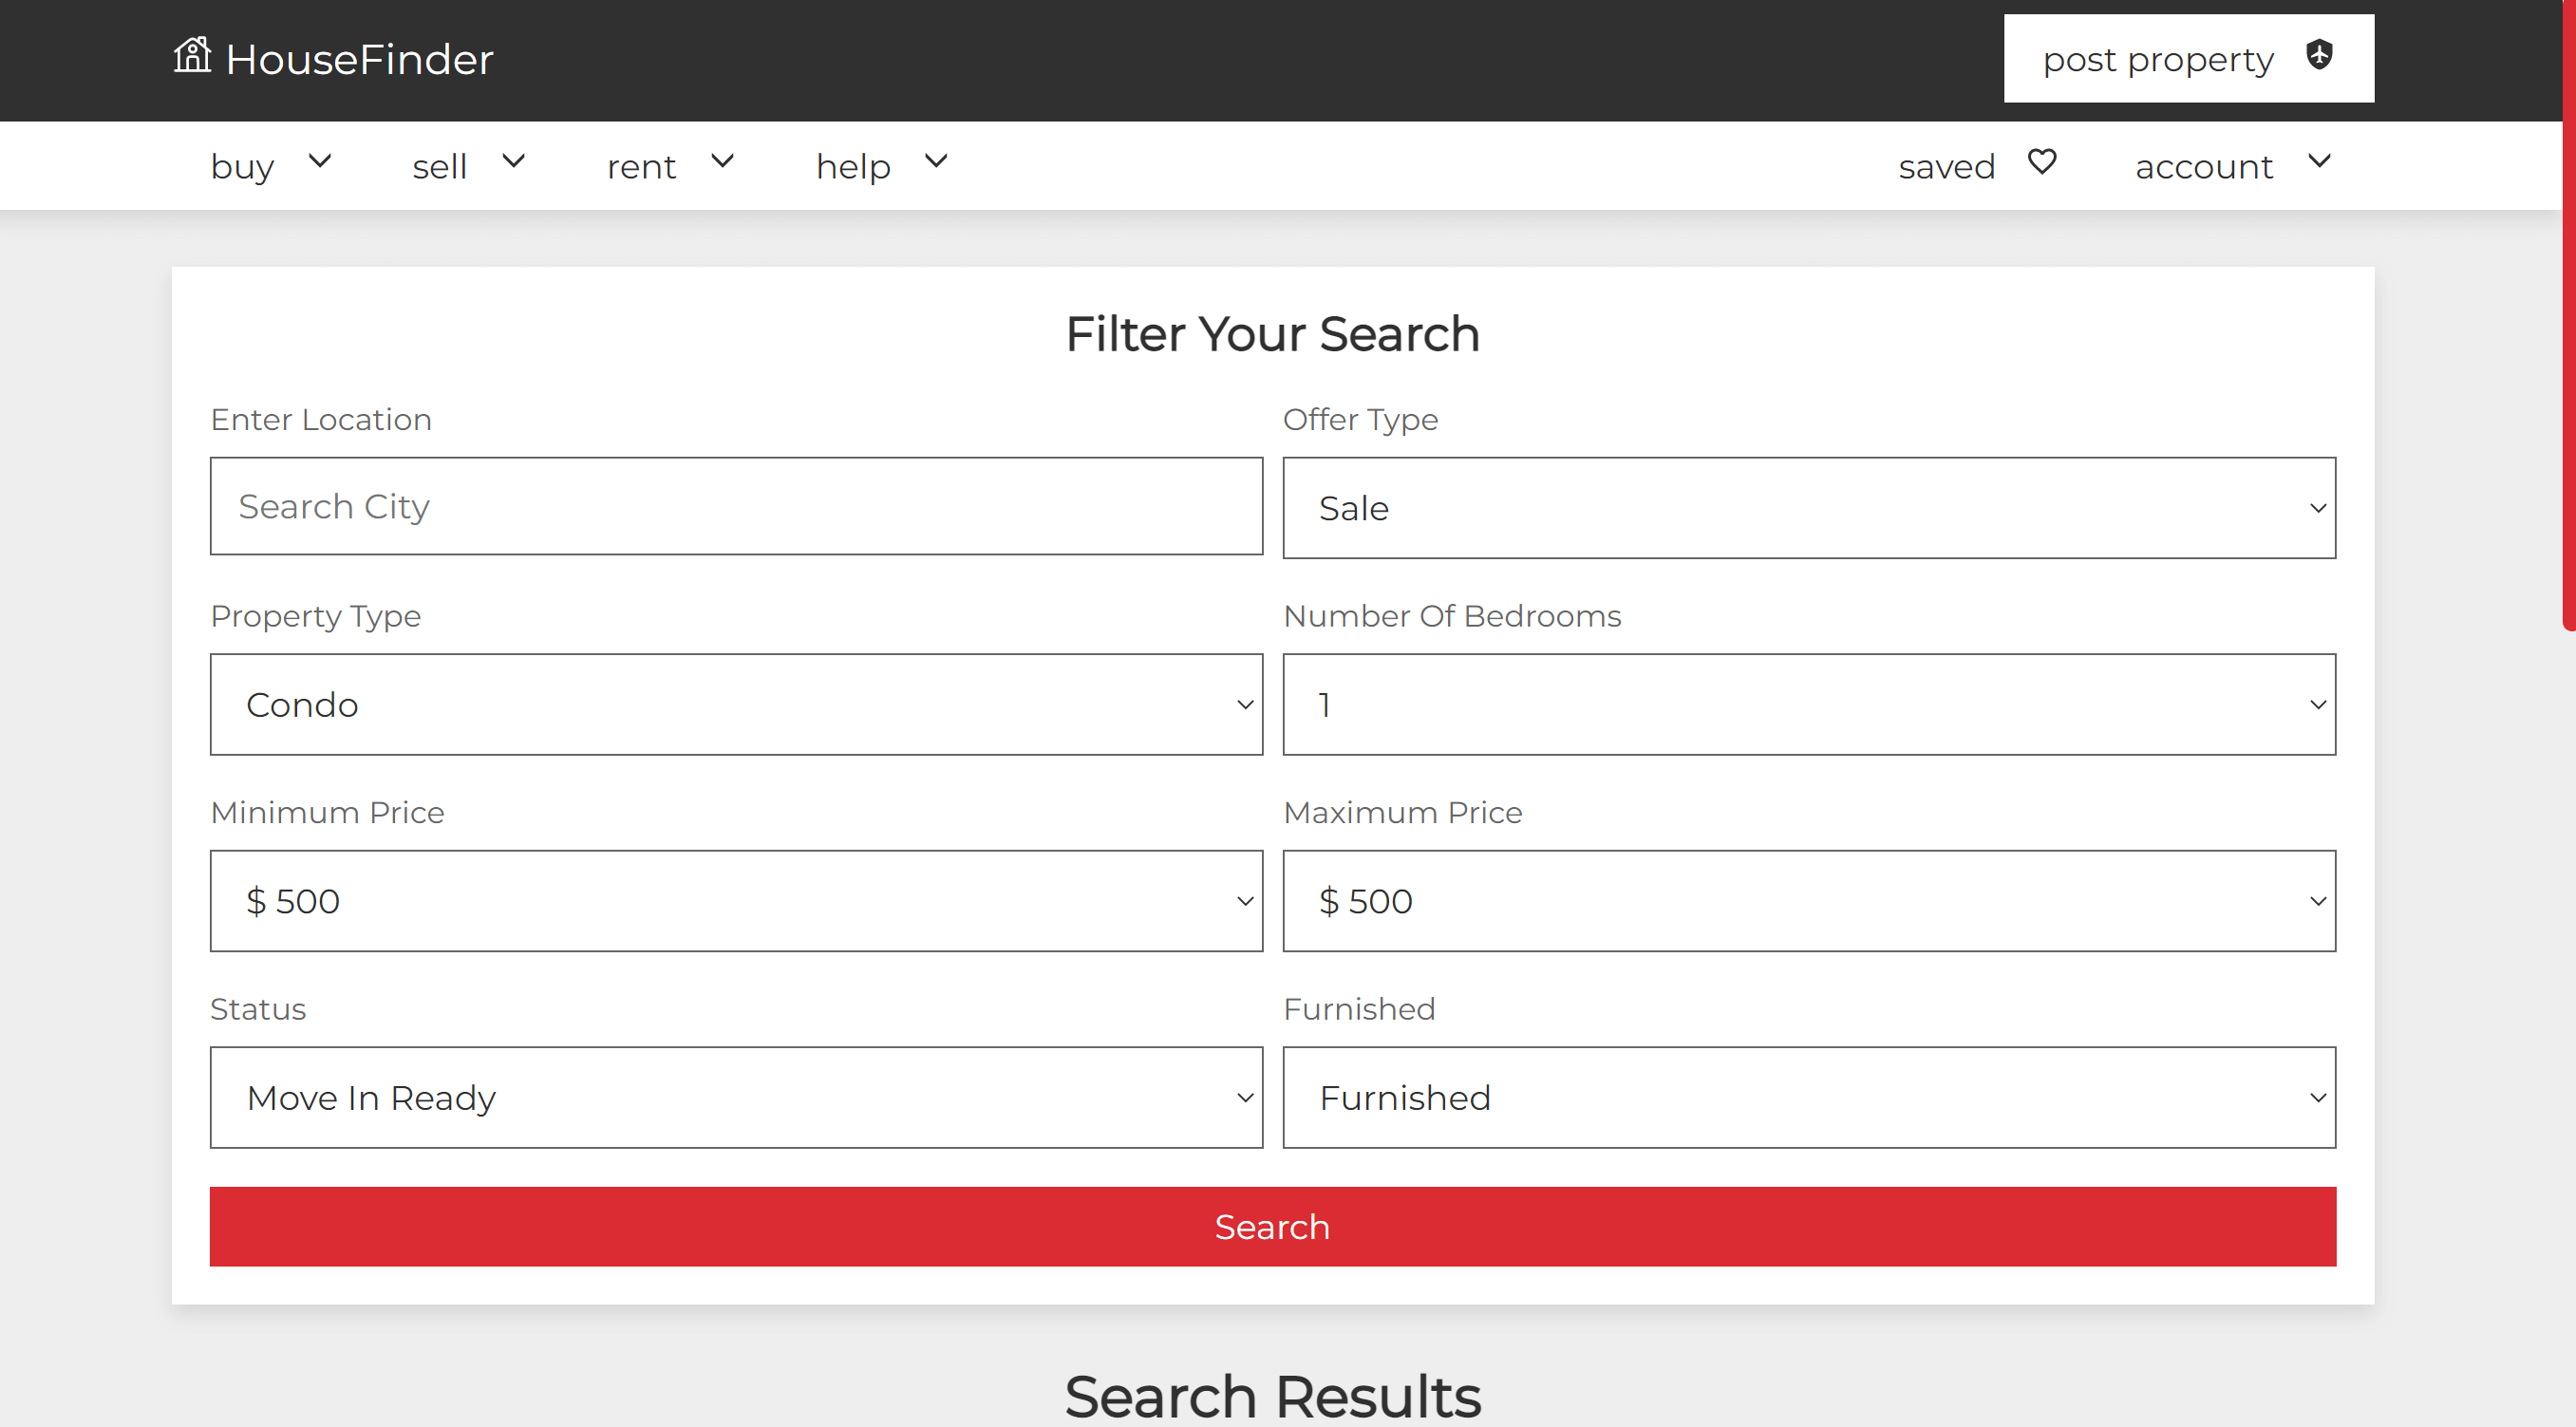 HouseFinder
post property
buy sell rent help saved account
Filter Your Search
Enter Location Offer Type
Search City Sale
Property Type Number Of Bedrooms
Condo 1
Minimum Price Maximum Price
$ 500 $ 500
Status Furnished
Move In Ready Furnished
Search
Search Results